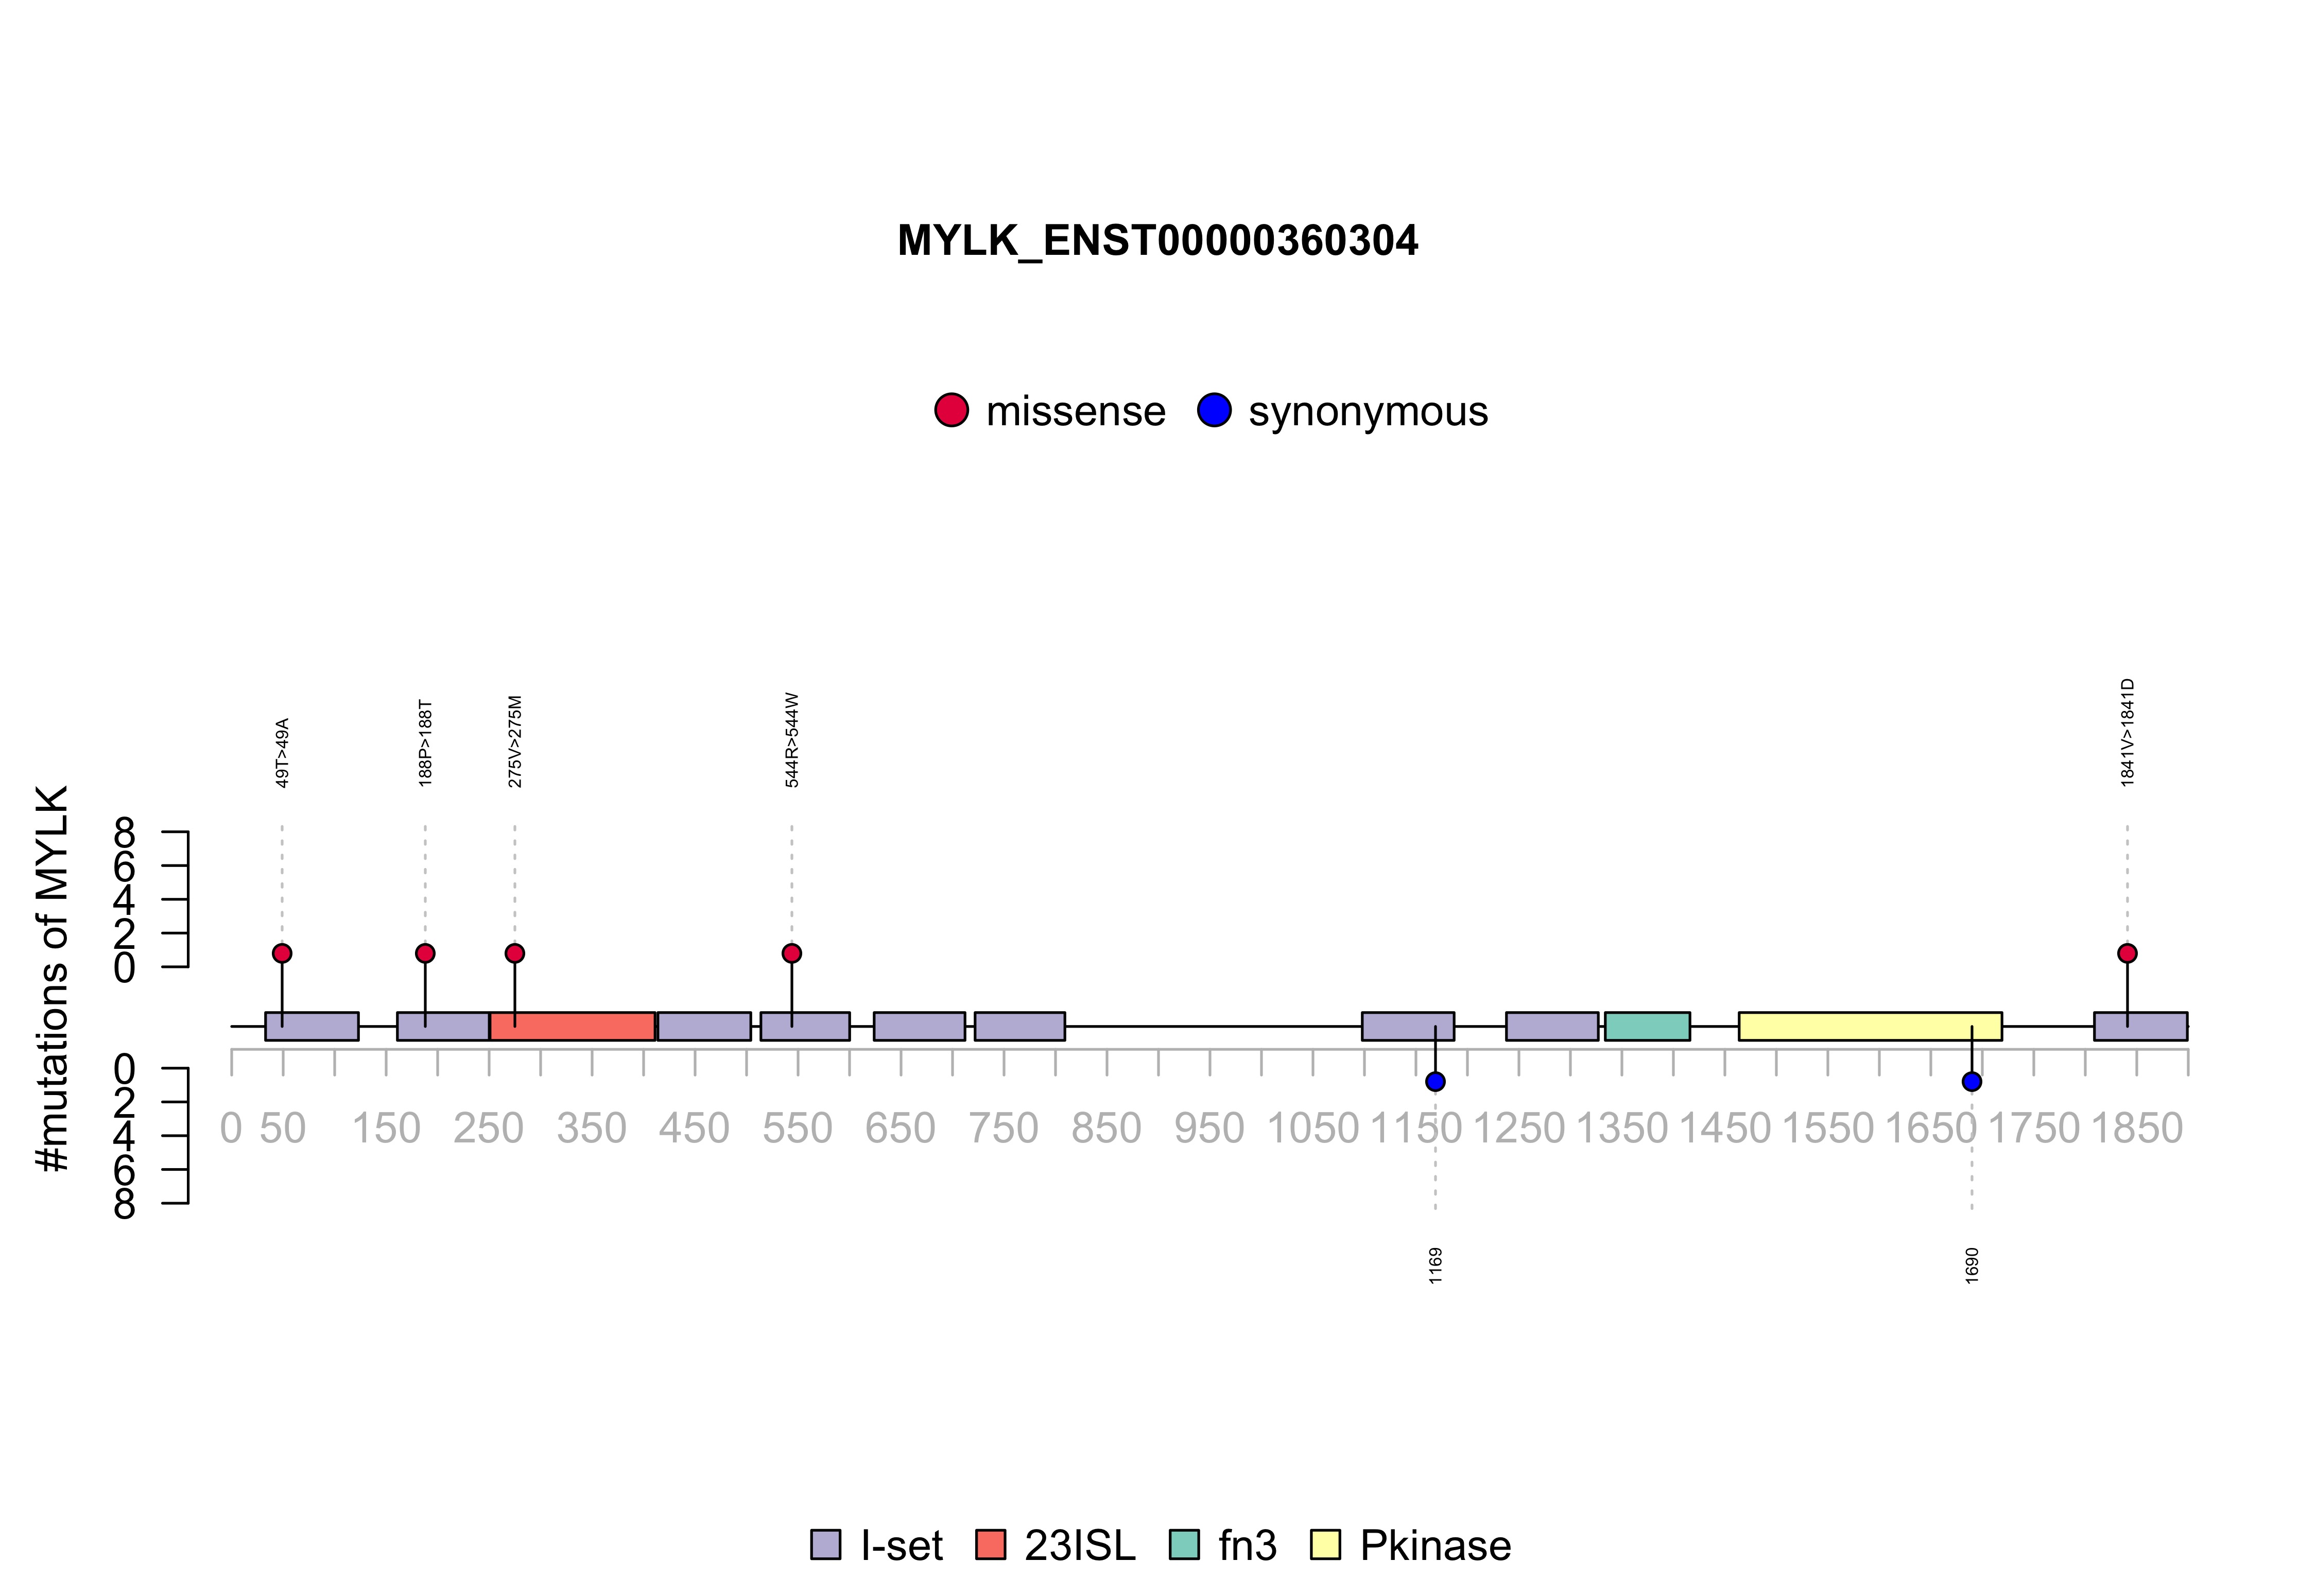 MYLK_ENST00000360304
missense synonymous
49T>49A
188P>188T
275V>275M
544R>544W
1841V>1841D
#mutations of MYLK
8
6
4
2
0
0
2
4
6
8
0 50 150 250 350 450 550 650 750 850 950 1050 1150 1250 1350 1450 1550 1650 1750 1850
1169
1690
I-set 23ISL fn3 Pkinase